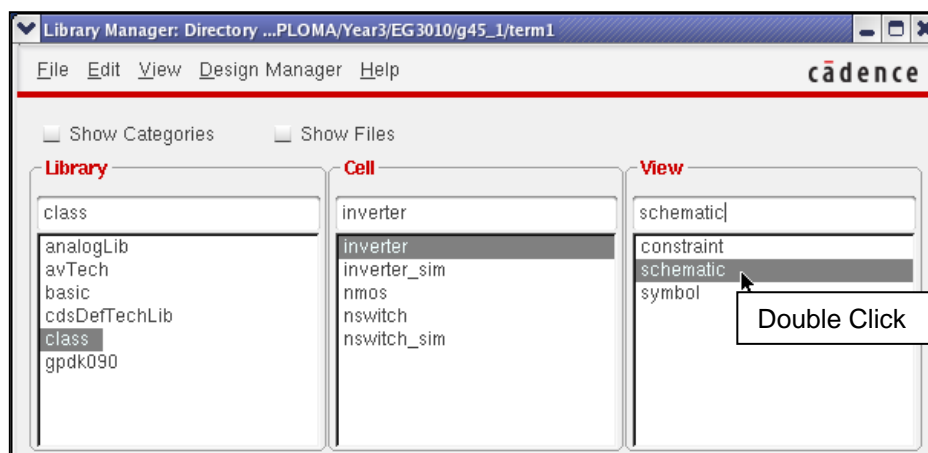 Library Manager: Directory ...PLOMA/Year3/EG3010/g45_1/term1
File Edit View Design Manager Help
cādence
Show Categories Show Files
Library
class
analogLib
avTech
basic
cdsDefTechLib
class
gpdk090
Cell
inverter
inverter
inverter_sim
nmos
nswitch
nswitch_sim
View
schematic
constraint
schematic
symbol
Double Click